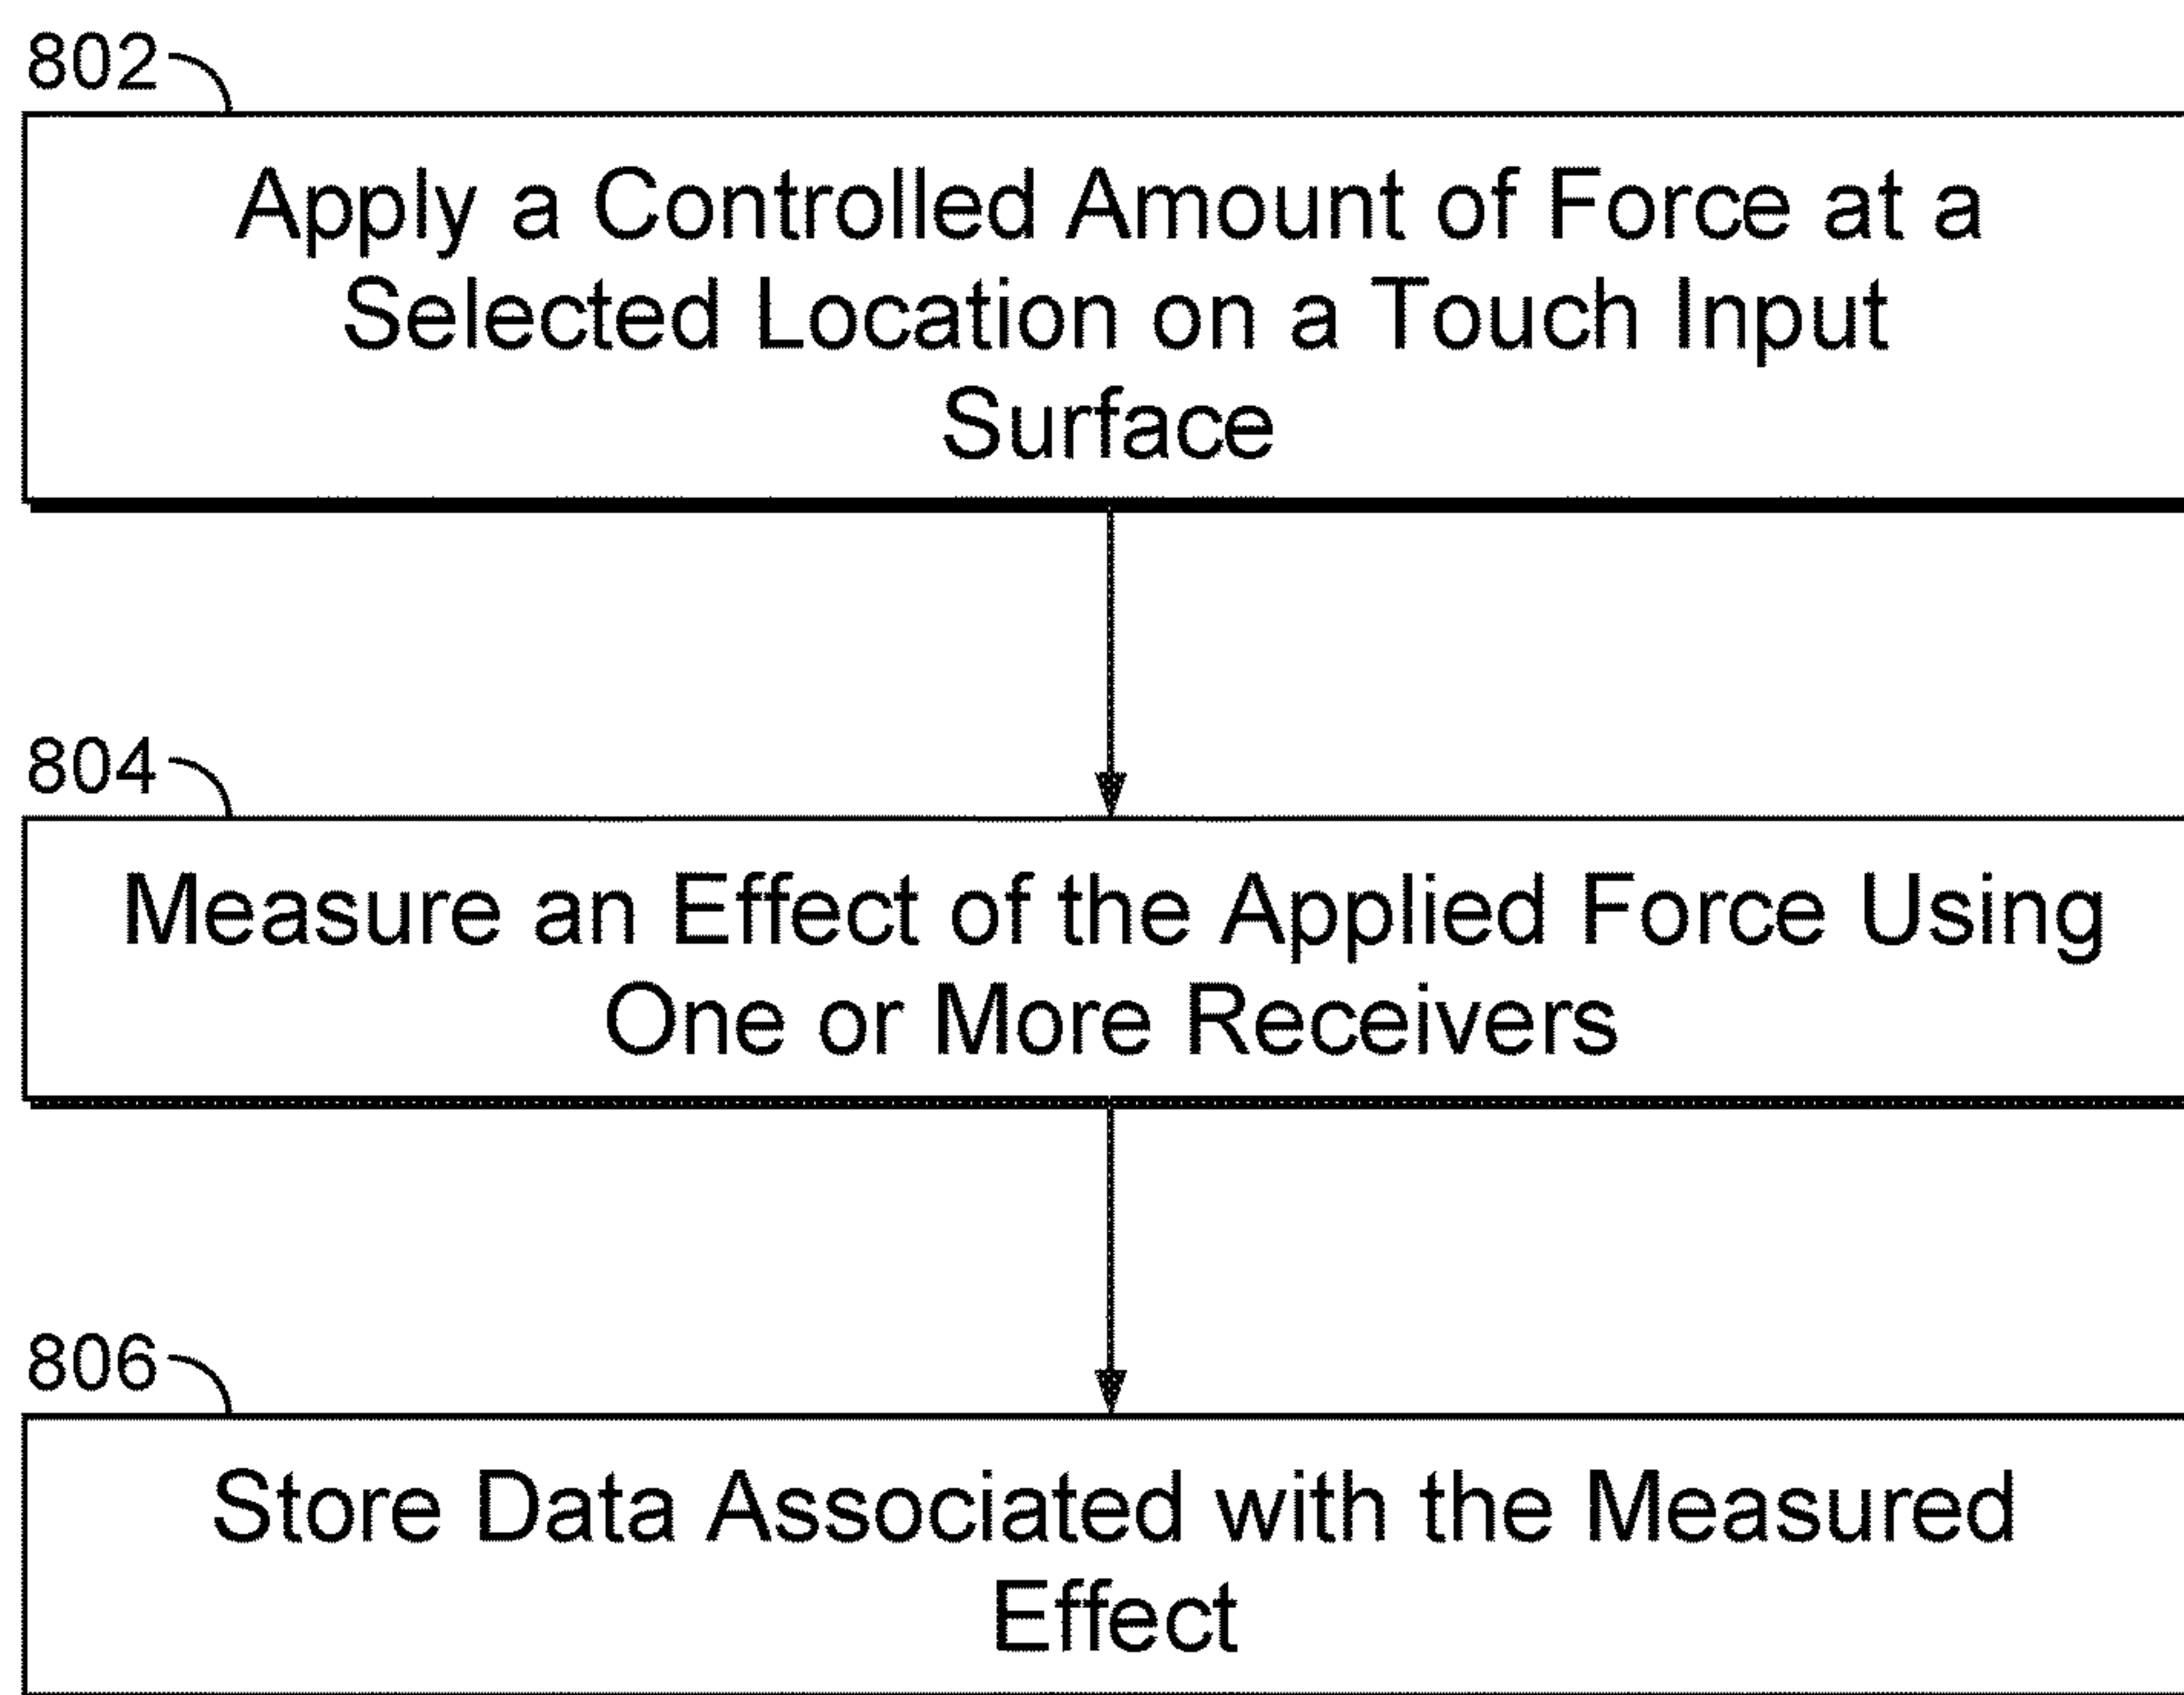 802
Apply a Controlled Amount of Force at a
Selected Location on a Touch Input
Surface
804
Measure an Effect of the Applied Force Using
One or More Receivers
806
Store Data Associated with the Measured
Effect